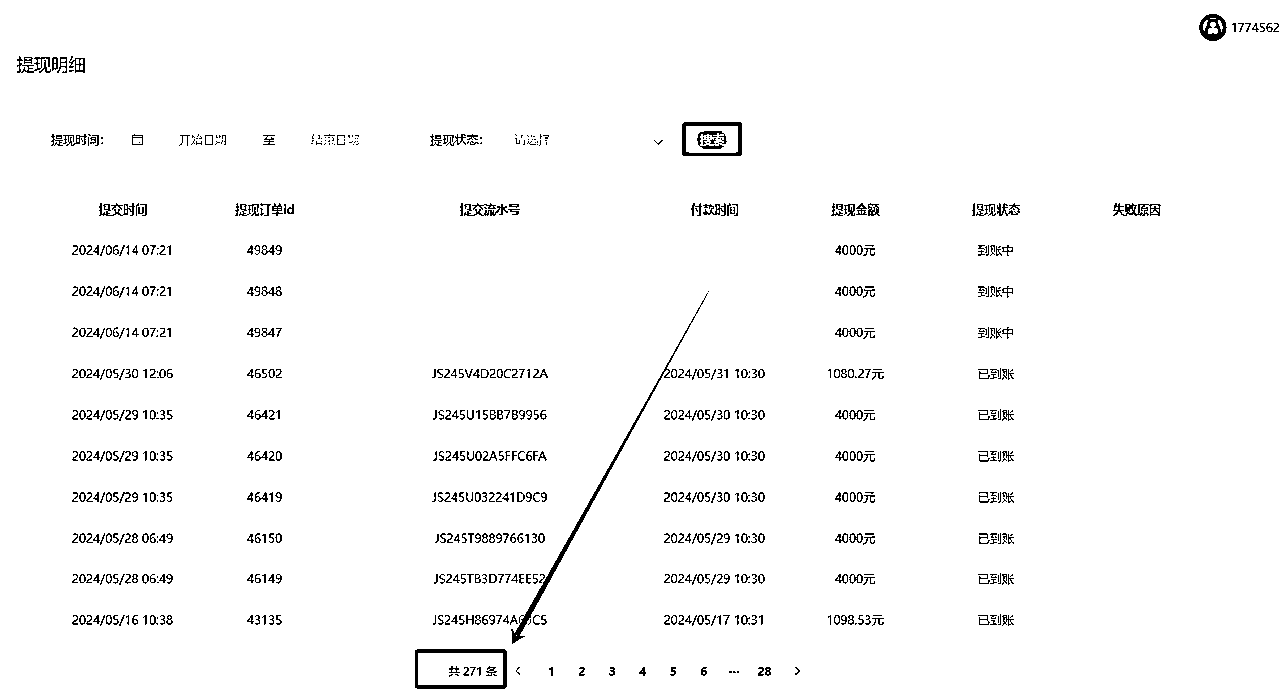 1774562
提现明细
提现时间: 开始日期 至 结束日期 提现状态: 请选择 搜索
提交时间 提现订单id 提交流水号 付款时间 提现金额 提现状态 失败原因
2024/06/14 07:21 49849 4000元 到账中
2024/06/14 07:21 49848 4000元 到账中
2024/06/14 07:21 49847 4000元 到账中
2024/05/30 12:06 46502 JS245V4D20C2712A 2024/05/31 10:30 1080.27元 已到账
2024/05/29 10:35 46421 JS245U15BB7B9956 2024/05/30 10:30 4000元 已到账
2024/05/29 10:35 46420 JS245U02A5FFC6FA 2024/05/30 10:30 4000元 已到账
2024/05/29 10:35 46419 JS245U032241D9C9 2024/05/30 10:30 4000元 已到账
2024/05/28 06:49 46150 JS245T9889766130 2024/05/29 10:30 4000元 已到账
2024/05/28 06:49 46149 JS245TB3D774EE52 2024/05/29 10:30 4000元 已到账
2024/05/16 10:38 43135 2024/05/17 10:31 1098.53元 已到账
共 271 条 < 1 2 3 4 5 6 ··· 28 >